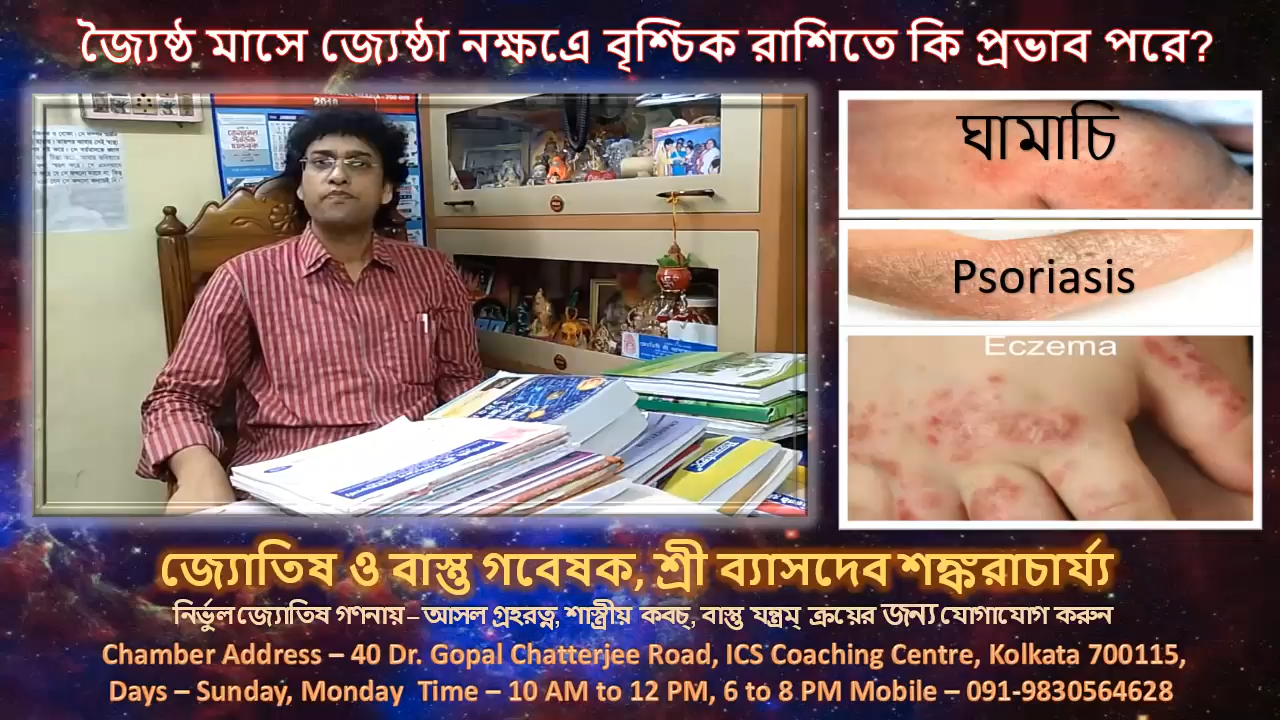 জ্যৈষ্ঠ মাসে জ্যেষ্ঠা নক্ষএে বৃশ্চিক রাশিতে কি প্রভাব পরে?
2018
ঘামাচি
Psoriasis
Eczema
জ্যোতিষ ও বাস্তু গবেষক, শ্রী ব্যাসদেব শঙ্করাচার্য্য
নির্ভুল জ্যোতিষ গণনায় – আসল গ্রহরত্ন, শাস্ত্রীয় কবচ্, বাস্তু যন্ত্রম্ ক্রয়ের জন্য যোগাযোগ করুন
Chamber Address – 40 Dr. Gopal Chatterjee Road, ICS Coaching Centre, Kolkata 700115,
Days – Sunday, Monday Time – 10 AM to 12 PM, 6 to 8 PM Mobile – 091-9830564628